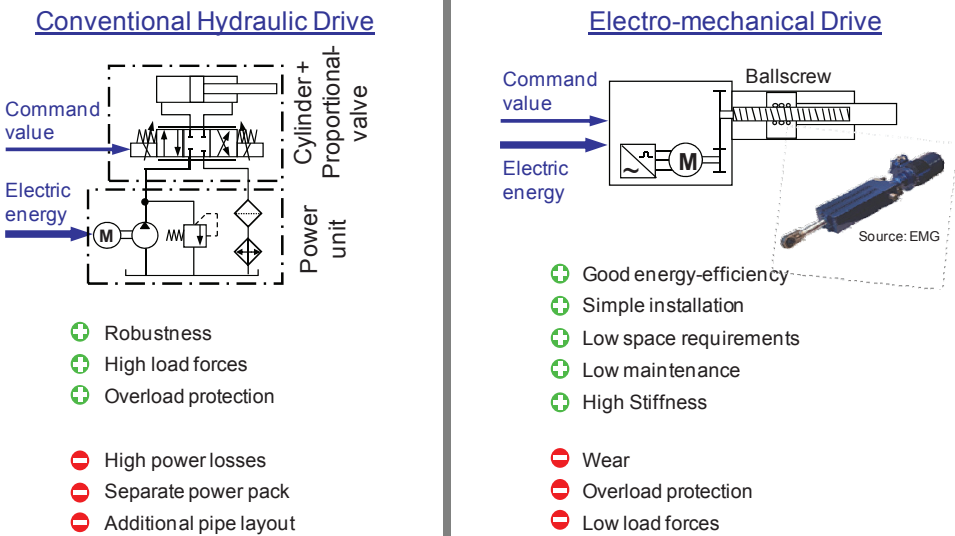 Conventional Hydraulic Drive
Command
value
Electric
energy
M
Cylinder +
Proportional-
valve
Power
unit
Robustness
High load forces
Overload protection
High power losses
Separate power pack
Additional pipe layout
Electro-mechanical Drive
Command
value
Electric
energy
M
Ballscrew
Source: EMG
Good energy-efficiency
Simple installation
Low space requirements
Low maintenance
High Stiffness
Wear
Overload protection
Low load forces